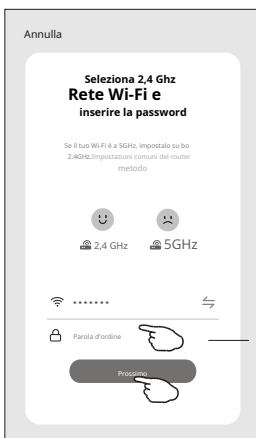 Annulla
Seleziona 2,4 Ghz
Rete Wi-Fi e
inserire la password
Se il tuo Wi-Fi è a 5GHz, impostalo su bo
2.4GHz.Impostazioni comuni del router
metodo
2,4 GHz 5GHz
•••••••
Parola d'ordine
Prossimo